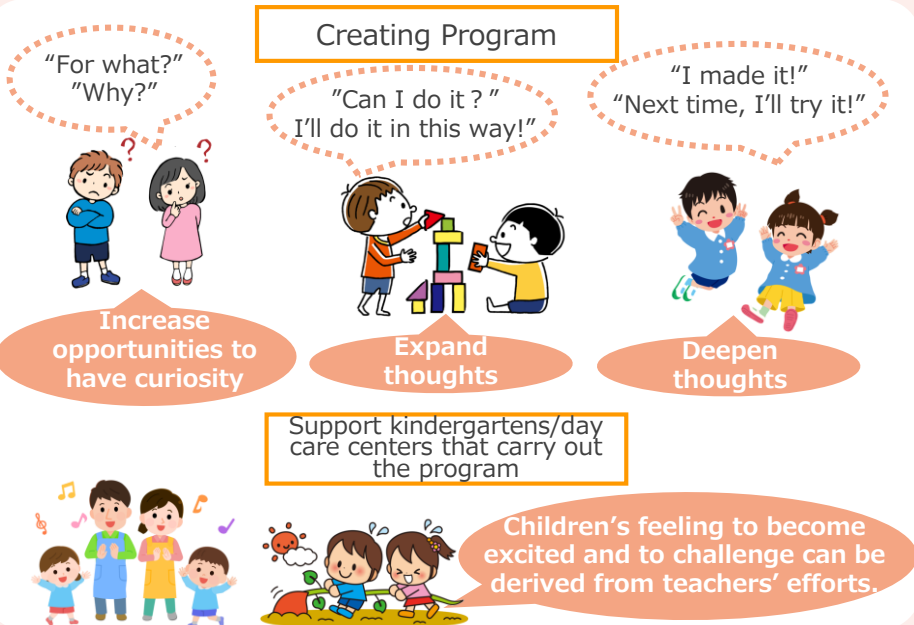 Creating Program
“For what?”
”Why?”
”Can I do it？”
I’ll do it in this way!”
“I made it!”
“Next time, I’ll try it!”
?
?
Increase
opportunities to
have curiosity
Expand
thoughts
Deepen
thoughts
Support kindergartens/day
care centers that carry out
the program
Children’s feeling to become
excited and to challenge can be
derived from teachers’ efforts.